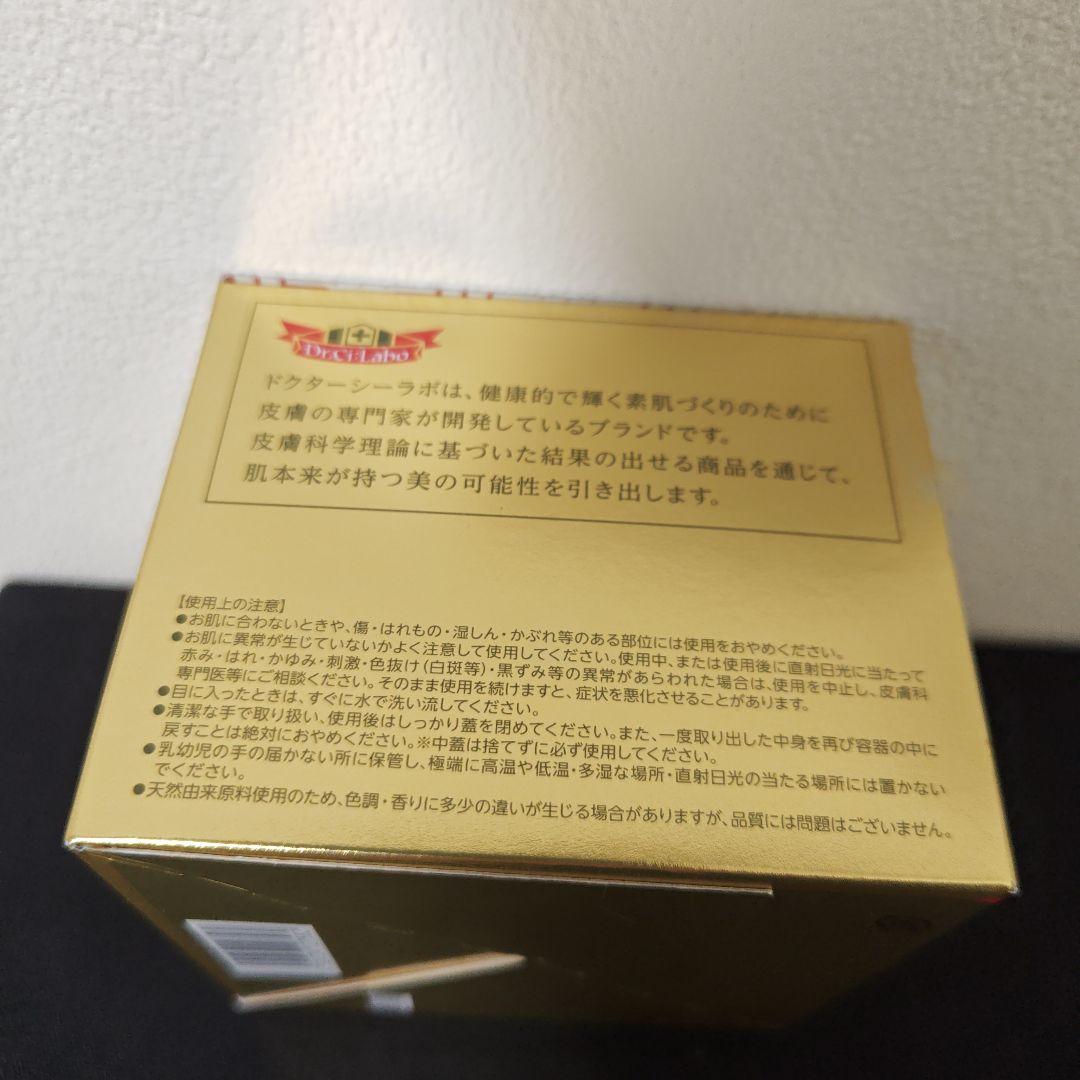 Dr.Ci:Labo
ドクターシーラボは、健康的で輝く素肌づくりのために
皮膚の専門家が開発しているブランドです。
皮膚科学理論に基づいた結果の出せる商品を通じて、
肌本来が持つ美の可能性を引き出します。
【使用上の注意】
●お肌に合わないときや、傷・はれもの・湿しん・かぶれ等のある部位には使用をおやめください。
●お肌に異常が生じていないかよく注意して使用してください。使用中、または使用後に直射日光に当たって
赤み・はれ・かゆみ・刺激・色抜け(白斑等)・黒ずみ等の異常があらわれた場合は、使用を中止し、皮膚科
専門医等にご相談ください。そのまま使用を続けますと、症状を悪化させることがあります。
●目に入ったときは、すぐに水で洗い流してください。
●清潔な手で取り扱い、使用後はしっかり蓋を閉めてください。また、一度取り出した中身を再び容器の中に
戻すことは絶対におやめください。※中蓋は捨てずに必ず使用してください。
●乳幼児の手の届かない所に保管し、極端に高温や低温・多湿な場所・直射日光の当たる場所には置かない
でください。
●天然由来原料使用のため、色調・香りに多少の違いが生じる場合がありますが、品質には問題はございません。